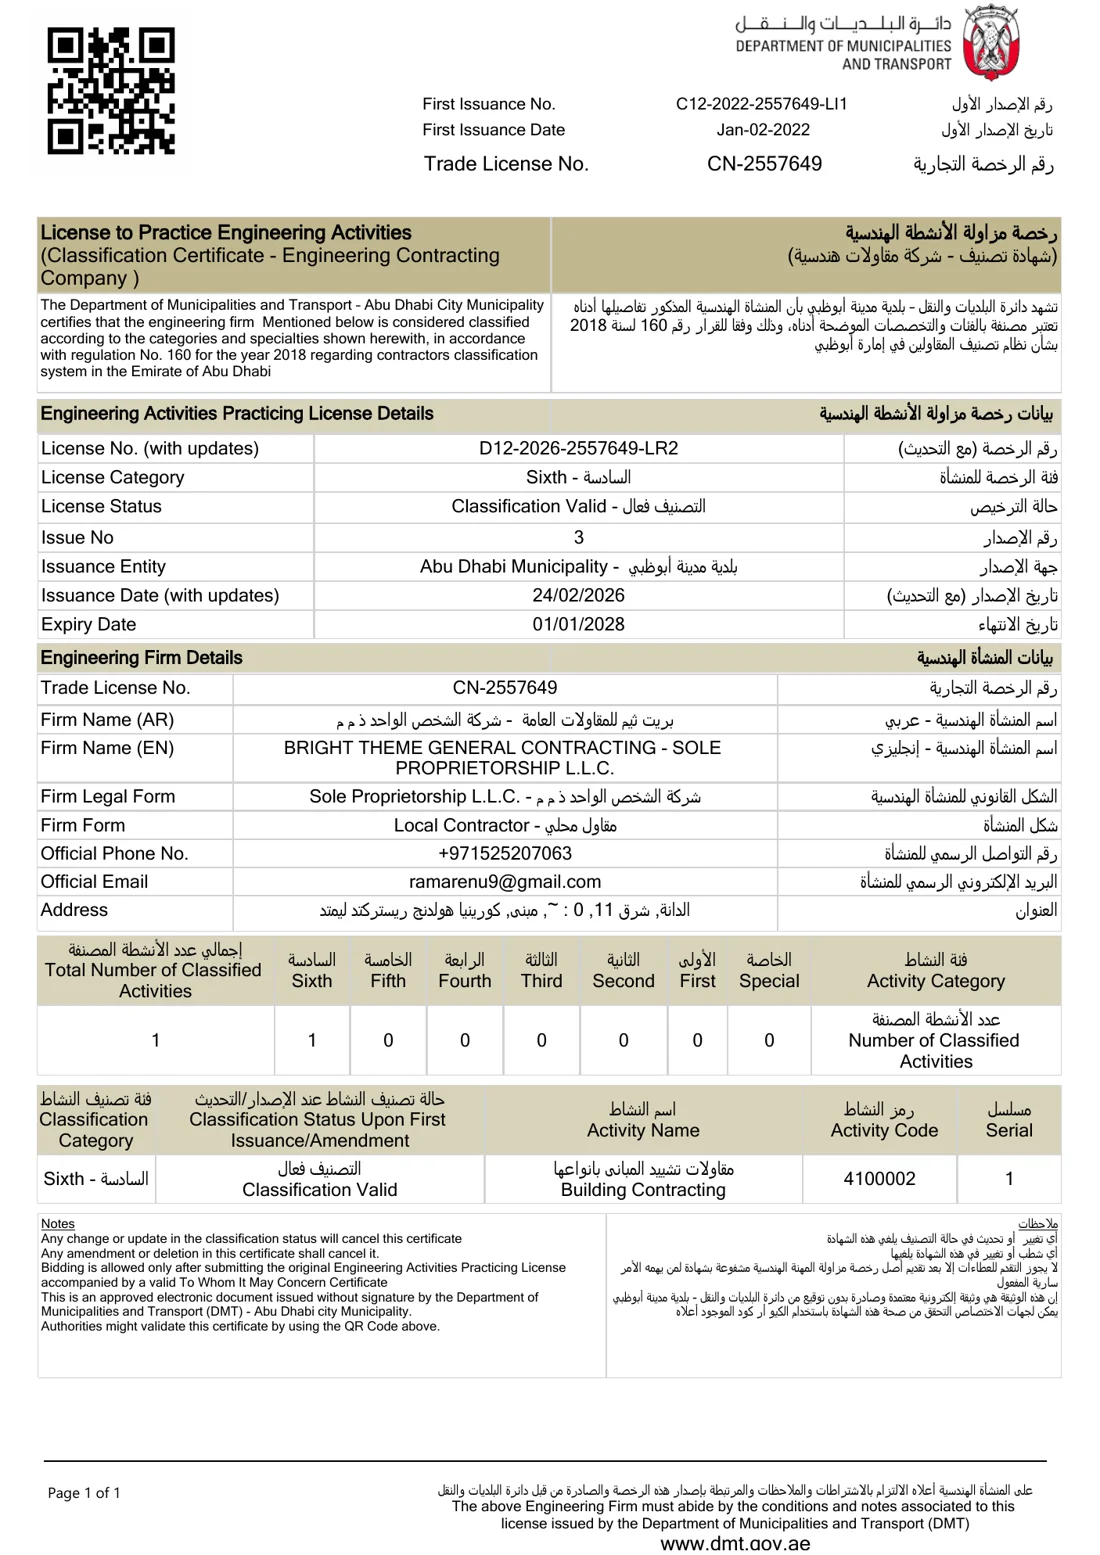 دائرة البلديات والنقل
DEPARTMENT OF MUNICIPALITIES
AND TRANSPORT
First Issuance No. C12-2022-2557649-LI1 رقم الإصدار الأول
First Issuance Date Jan-02-2022 تاريخ الإصدار الأول
Trade License No. CN-2557649 رقم الرخصة التجارية
License to Practice Engineering Activities
(Classification Certificate - Engineering Contracting
Company )
رخصة مزاولة الأنشطة الهندسية
(شهادة تصنيف - شركة مقاولات هندسية)
The Department of Municipalities and Transport - Abu Dhabi City Municipality
certifies that the engineering firm Mentioned below is considered classified
according to the categories and specialties shown herewith, in accordance
with regulation No. 160 for the year 2018 regarding contractors classification
system in the Emirate of Abu Dhabi
تشهد دائرة البلديات والنقل - بلدية مدينة أبوظبي بأن المنشاة الهندسية المذكور تفاصيلها أدناه
تعتبر مصنفة بالفئات والتخصصات الموضحة أدناه، وذلك وفقا للقرار رقم 160 لسنة 2018
بشأن نظام تصنيف المقاولين في إمارة أبوظبي
Engineering Activities Practicing License Details بيانات رخصة مزاولة الأنشطة الهندسية
License No. (with updates) D12-2026-2557649-LR2 رقم الرخصة (مع التحديث)
License Category Sixth - السادسة فئة الرخصة للمنشأة
License Status Classification Valid - التصنيف فعال حالة الترخيص
Issue No 3 رقم الإصدار
Issuance Entity Abu Dhabi Municipality - بلدية مدينة أبوظبي جهة الإصدار
Issuance Date (with updates) 24/02/2026 تاريخ الإصدار (مع التحديث)
Expiry Date 01/01/2028 تاريخ الانتهاء
Engineering Firm Details بيانات المنشأة الهندسية
Trade License No. CN-2557649 رقم الرخصة التجارية
Firm Name (AR) بريت ثيم للمقاولات العامة - شركة الشخص الواحد ذ م م اسم المنشأة الهندسية - عربي
Firm Name (EN) BRIGHT THEME GENERAL CONTRACTING - SOLE اسم المنشأة الهندسية - إنجليزي
PROPRIETORSHIP L.L.C.
Firm Legal Form Sole Proprietorship L.L.C. - شركة الشخص الواحد ذ م م الشكل القانوني للمنشأة الهندسية
Firm Form Local Contractor - مقاول محلي شكل المنشأة
Official Phone No. +971525207063 رقم التواصل الرسمي للمنشأة
Official Email ramarenu9@gmail.com البريد الإلكتروني الرسمي للمنشأة
Address الدانة, شرق 11, 0 : ~, مبنى, كورينيا هولدنج ريستركتد ليمتد العنوان
إجمالي عدد الأنشطة المصنفة
Total Number of Classified
Activities
السادسة
Sixth
الخامسة
Fifth
الرابعة
Fourth
الثالثة
Third
الثانية
Second
الأولى
First
الخاصة
Special
فئة النشاط
Activity Category
1 1 0 0 0 0 0 0
عدد الأنشطة المصنفة
Number of Classified
Activities
فئة تصنيف النشاط
Classification
Category
حالة تصنيف النشاط عند الإصدار/التحديث
Classification Status Upon First
Issuance/Amendment
اسم النشاط
Activity Name
رمز النشاط
Activity Code
مسلسل
Serial
Sixth - السادسة
التصنيف فعال
Classification Valid
مقاولات تشييد المباني بانواعها
Building Contracting
4100002
1
Notes
Any change or update in the classification status will cancel this certificate
Any amendment or deletion in this certificate shall cancel it.
Bidding is allowed only after submitting the original Engineering Activities Practicing License
accompanied by a valid To Whom It May Concern Certificate
This is an approved electronic document issued without signature by the Department of
Municipalities and Transport (DMT) - Abu Dhabi city Municipality.
Authorities might validate this certificate by using the QR Code above.
ملاحظات
أي تغيير أو تحديث في حالة التصنيف يلغي هذه الشهادة
أي شطب أو تغيير في هذه الشهادة يلغيها
لا يجوز التقدم للعطاءات إلا بعد تقديم أصل رخصة مزاولة المهنة الهندسية مشفوعة بشهادة لمن يهمه الأمر
سارية المفعول
إن هذه الوثيقة هي وثيقة إلكترونية معتمدة وصادرة بدون توقيع من دائرة البلديات والنقل - بلدية مدينة أبوظبي
يمكن لجهات الاختصاص التحقق من صحة هذه الشهادة باستخدام الكيو آر كود الموجود أعلاه
Page 1 of 1
على المنشأة الهندسية أعلاه الالتزام بالاشتراطات والملاحظات والمرتبطة بإصدار هذه الرخصة والصادرة من قبل دائرة البلديات والنقل
The above Engineering Firm must abide by the conditions and notes associated to this
license issued by the Department of Municipalities and Transport (DMT)
www.dmt.gov.ae